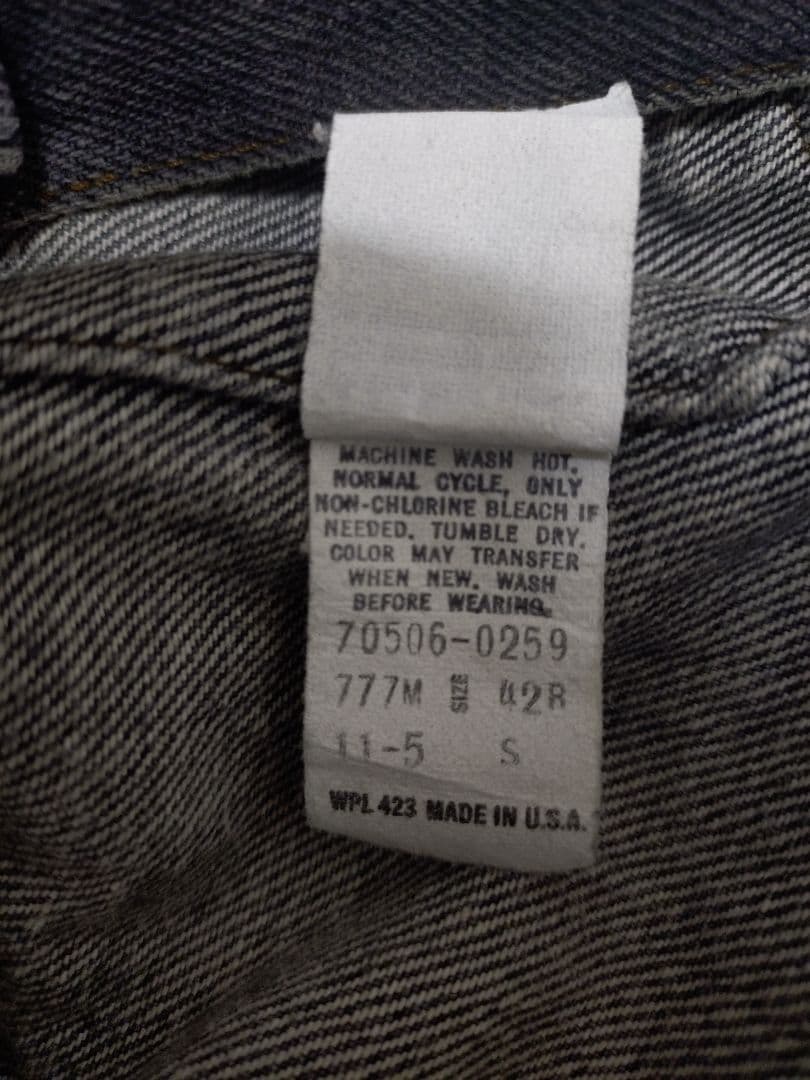 MACHINE WASH HOT,
NORMAL CYCLE, ONLY
NON-CHLORINE BLEACH IF
NEEDED. TUMBLE DRY.
COLOR MAY TRANSFER
WHEN NEW. WASH
BEFORE WEARING.
70506-0259
777M SIZE 42R
11-5 S
WPL 423 MADE IN U.S.A.